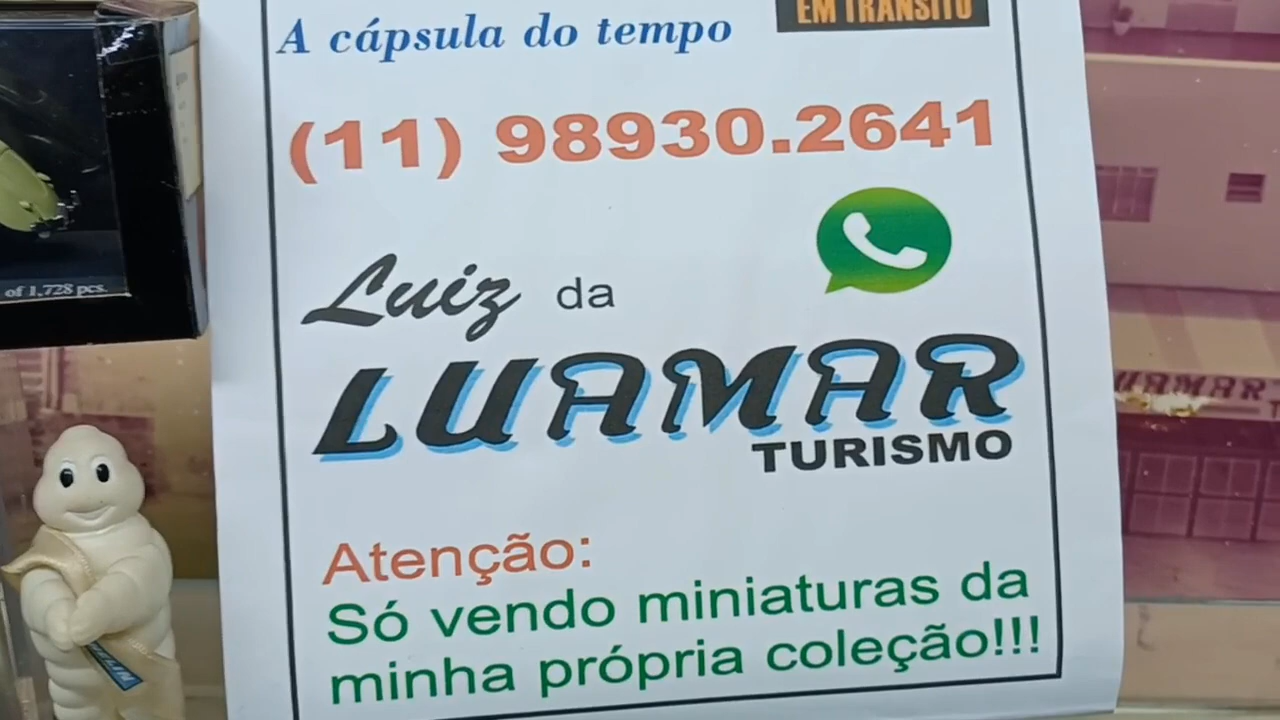 EM TRÂNSITO
A cápsula do tempo
(11) 98930.2641
Luiz da
LUAMAR
TURISMO
Atenção:
Só vendo miniaturas da
minha própria coleção!!!
of 1,728 pcs.